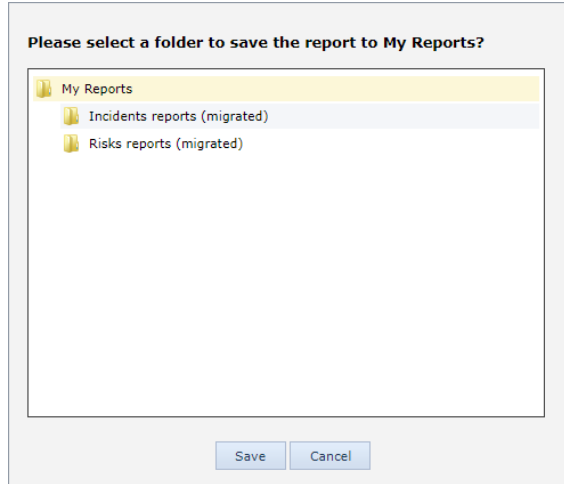 Please select a folder to save the report to My Reports?
My Reports
Incidents reports (migrated)
Risks reports (migrated)
Save
Cancel